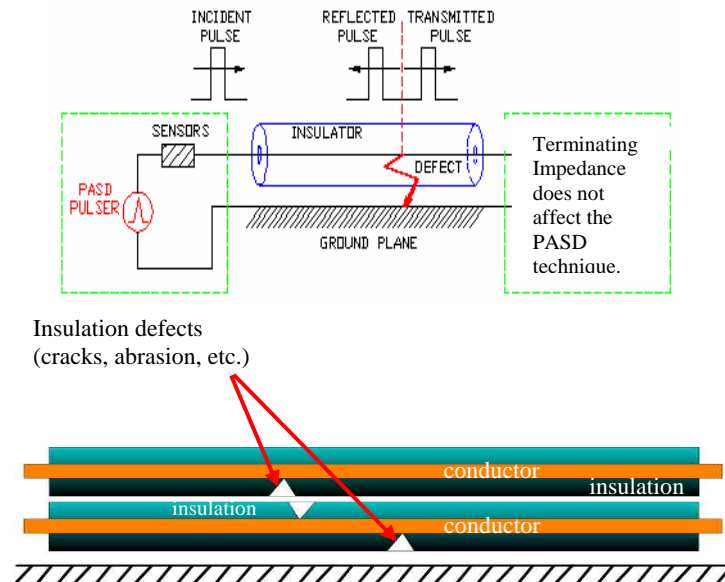 INCIDENT
PULSE
REFLECTED
PULSE
TRANSMITTED
PULSE
SENSORS
INSULATOR
DEFECT
PASD
PULSER
GROUND PLANE
Terminating
Impedance
does not
affect the
PASD
technique.
Insulation defects
(cracks, abrasion, etc.)
conductor
insulation
insulation
conductor